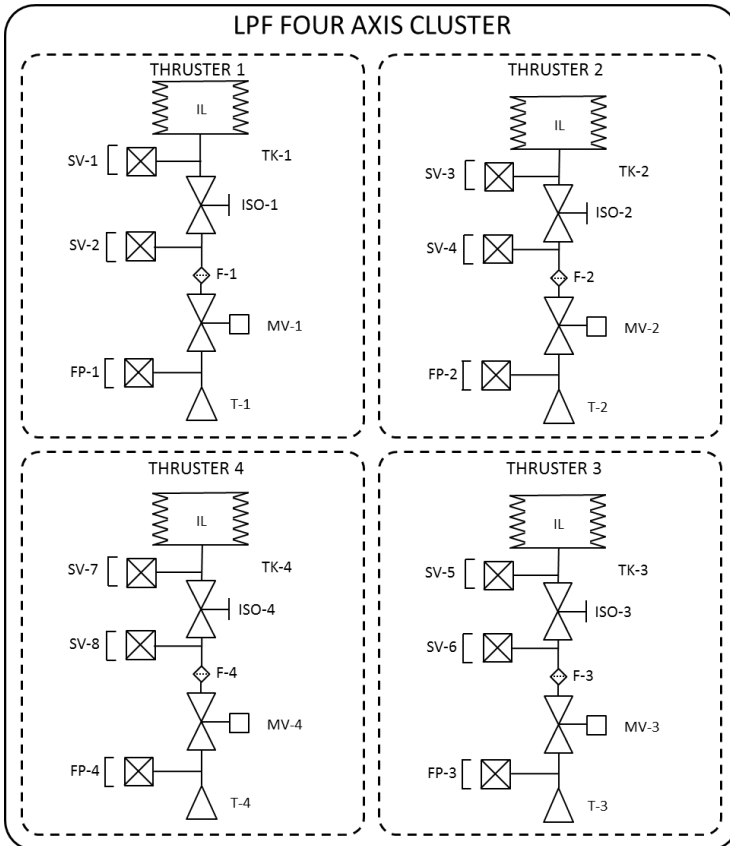 LPF FOUR AXIS CLUSTER
THRUSTER 1
IL
SV-1
TK-1
ISO-1
SV-2
F-1
MV-1
FP-1
T-1
THRUSTER 2
IL
SV-3
TK-2
ISO-2
SV-4
F-2
MV-2
FP-2
T-2
THRUSTER 4
IL
SV-7
TK-4
ISO-4
SV-8
F-4
MV-4
FP-4
T-4
THRUSTER 3
IL
SV-5
TK-3
ISO-3
SV-6
F-3
MV-3
FP-3
T-3